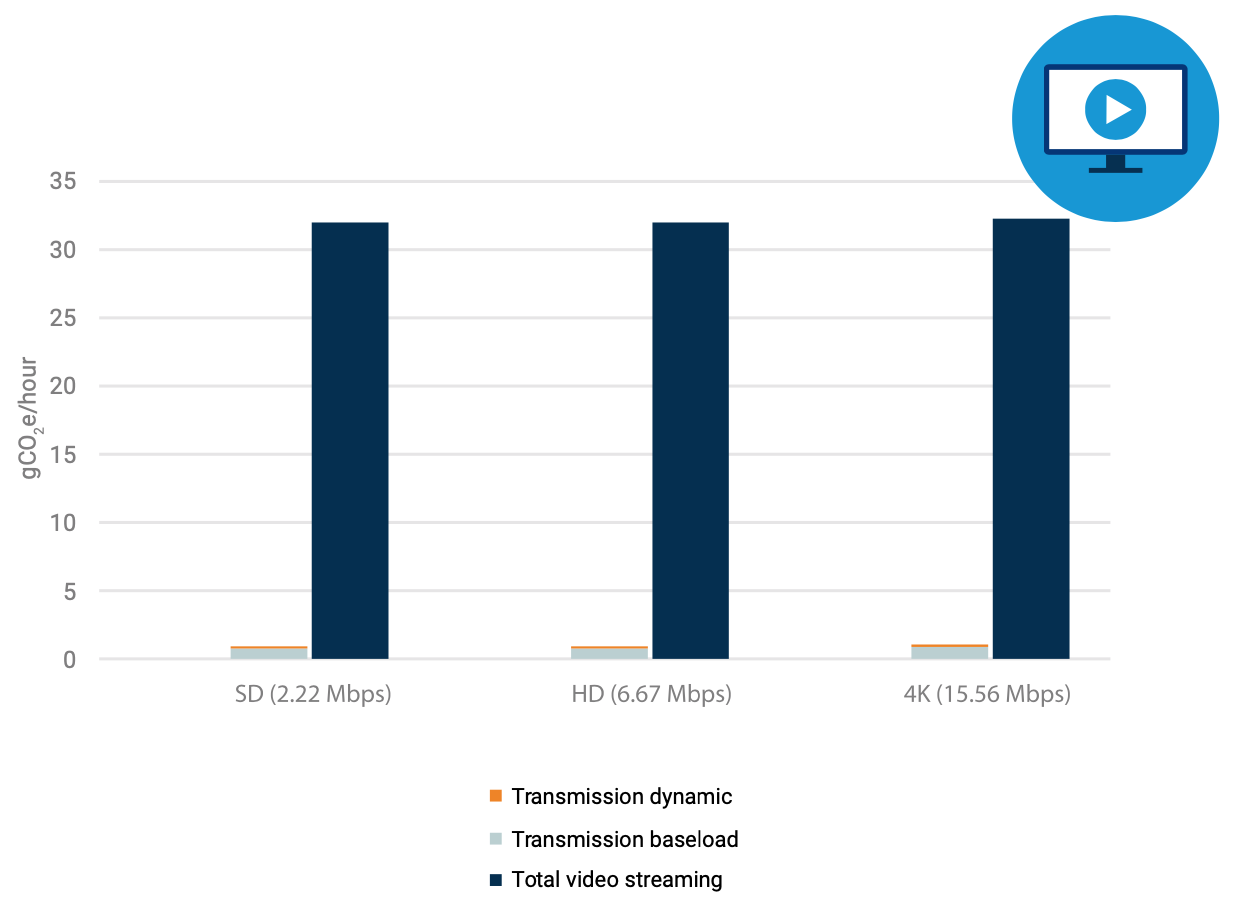 35
30
25
20
15
10
5
0
gCO₂e/hour
SD (2.22 Mbps)
HD (6.67 Mbps)
4K (15.56 Mbps)
Transmission dynamic
Transmission baseload
Total video streaming